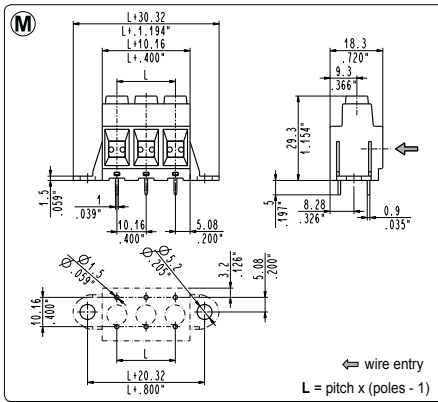 M
L+30.32
L+.1.194"
L+10.16
L+.400"
L
18.3
.720"
9.3
.366"
29.3
1.154"
1.5
.059"
1
.039"
10.16
.400"
5.08
.200"
5
.197"
8.28
.326"
0.9
.035"
Ø1.5
.059"
Ø5.2
.205"
3.2
.126"
5.08
.200"
10.16
.400"
L
L+20.32
L+.800"
wire entry
L = pitch x (poles - 1)